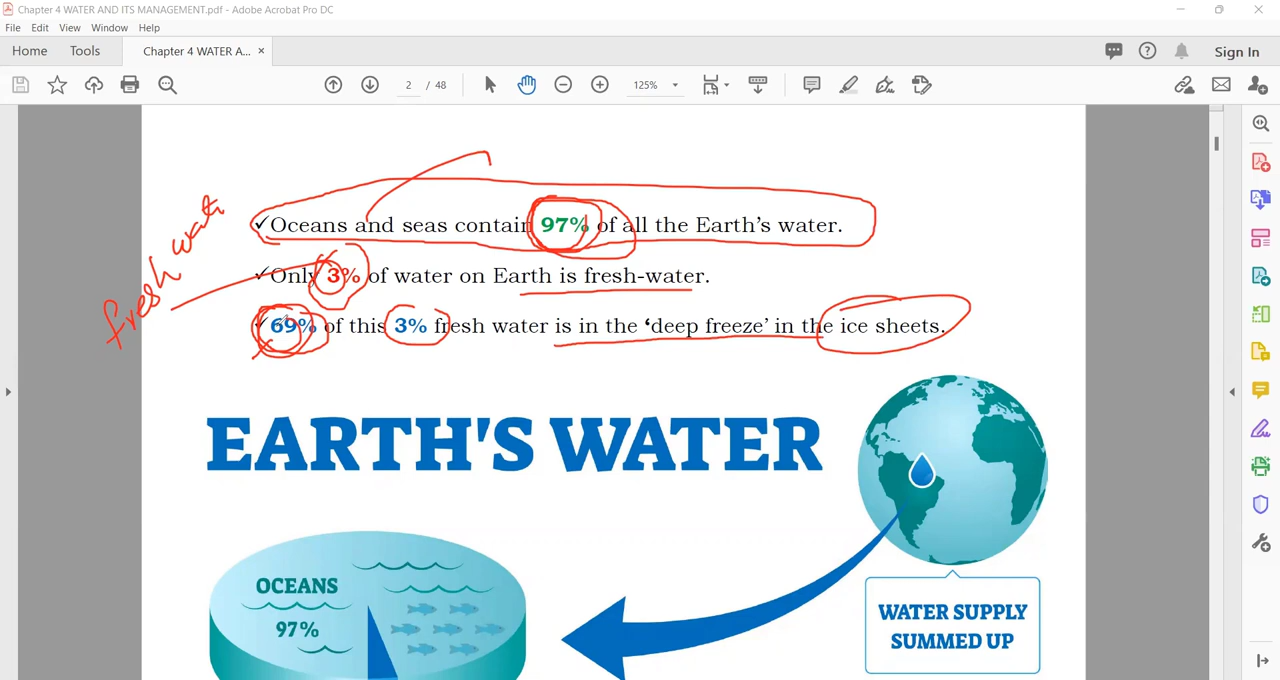 Chapter 4 WATER AND ITS MANAGEMENT.pdf - Adobe Acrobat Pro DC
File Edit View Window Help
Home Tools Chapter 4 WATER A... × Sign In
2 / 48 125%
✓Oceans and seas contain 97% of all the Earth's water.
✓Only 3% of water on Earth is fresh-water.
✓69% of this 3% fresh water is in the 'deep freeze' in the ice sheets.
fresh wate
EARTH'S WATER
OCEANS
97%
WATER SUPPLY
SUMMED UP